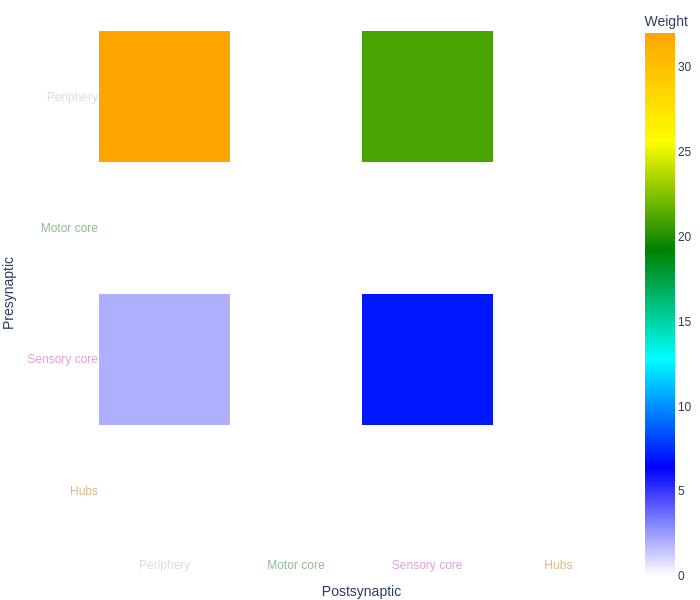 Weight
Periphery
Motor core
Sensory core
Hubs
Presynaptic
Periphery Motor core Sensory core Hubs
Postsynaptic
30
25
20
15
10
5
0